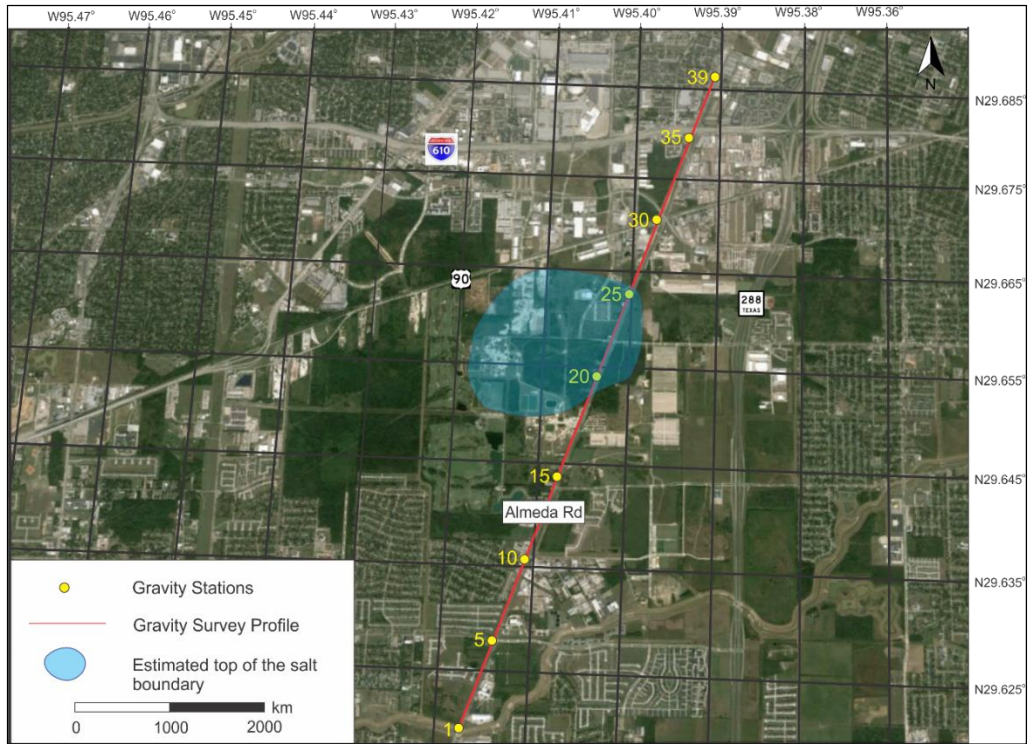 W95.47° W95.46° W95.45° W95.44° W95.43° W95.42° W95.41° W95.40° W95.39° W95.38° W95.36°
39
N29.685°
35
610
N29.675°
30
90
25
288
TEXAS
N29.665°
20
N29.655°
15
N29.645°
Almeda Rd
10
N29.635°
Gravity Stations
Gravity Survey Profile
5
Estimated top of the salt
boundary
N29.625°
0 1000 2000 km
1
N